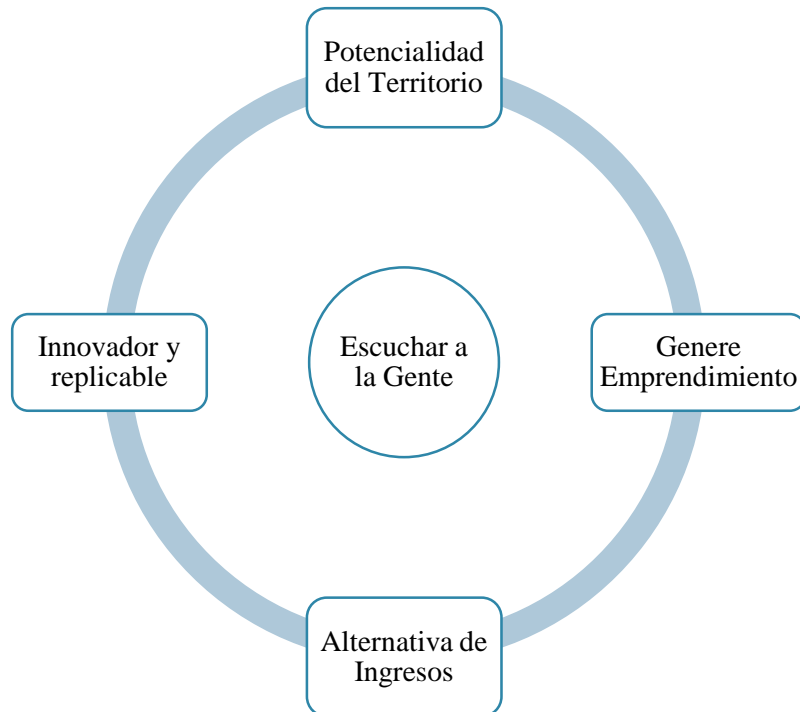 Potencialidad
del Territorio
Innovador y
replicable
Escuchar a
la Gente
Genere
Emprendimiento
Alternativa de
Ingresos